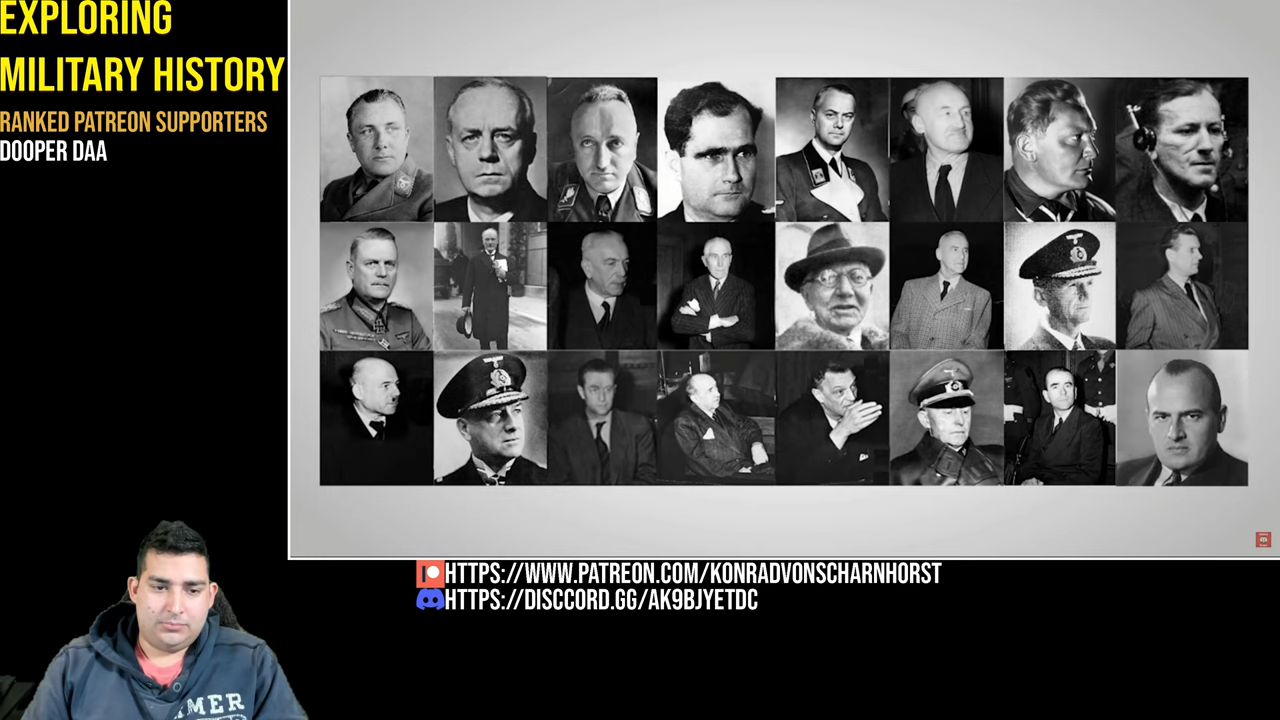 EXPLORING
MILITARY HISTORY
RANKED PATREON SUPPORTERS
DOOPER DAA
HTTPS://WWW.PATREON.COM/KONRADVONSCHARNHORST
HTTPS://DISCCORD.GG/AK9BJYETDC